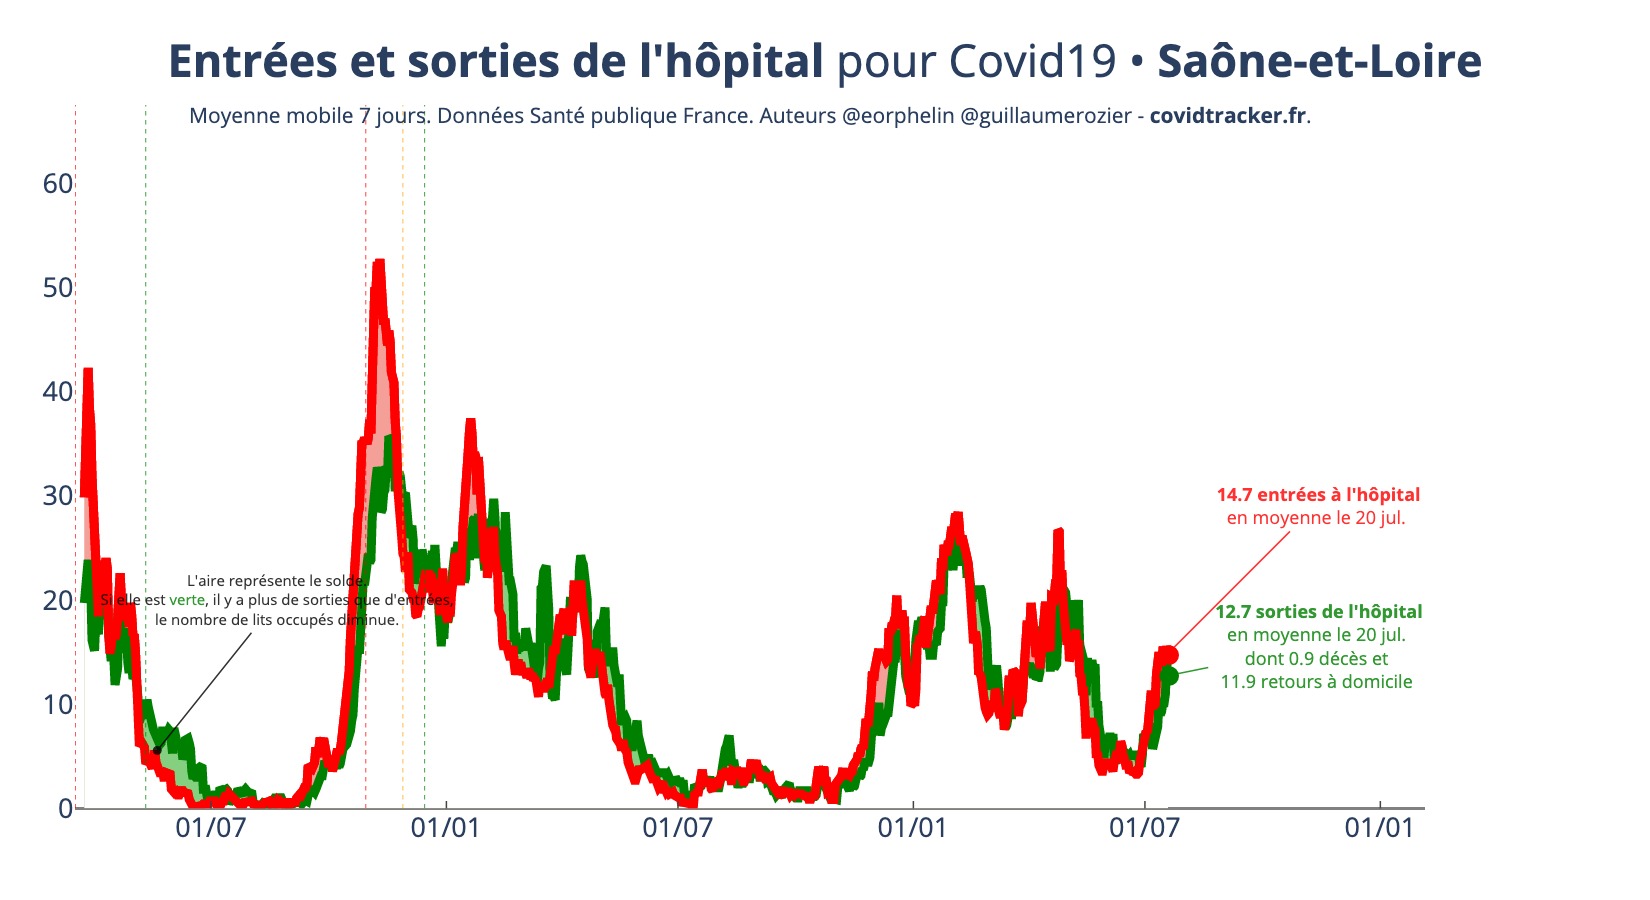 Entrées et sorties de l'hôpital pour Covid19 • Saône-et-Loire
Moyenne mobile 7 jours. Données Santé publique France. Auteurs @eorphelin @guillaumerozier - covidtracker.fr.
60
50
40
30
20
10
0
14.7 entrées à l'hôpital
en moyenne le 20 jul.
L'aire représente le solde.
Si elle est verte, il y a plus de sorties que d'entrées,
le nombre de lits occupés diminue.
12.7 sorties de l'hôpital
en moyenne le 20 jul.
dont 0.9 décès et
11.9 retours à domicile
01/07
01/01
01/07
01/01
01/07
01/01